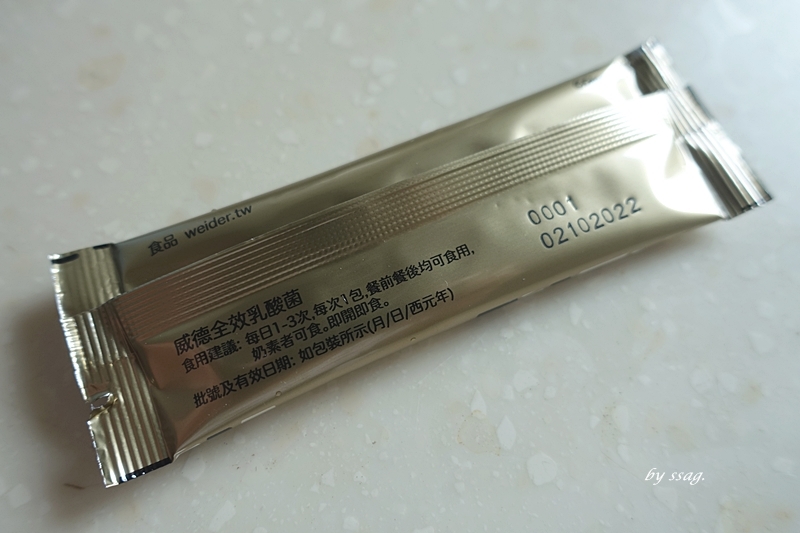 食品 weider.tw
0001
02102022
威德全效乳酸菌
食用建議: 每日1-3次,每次1包,餐前餐後均可食用,
奶素者可食。即開即食。
批號及有效日期: 如包裝所示(月/日/西元年)
by ssag.